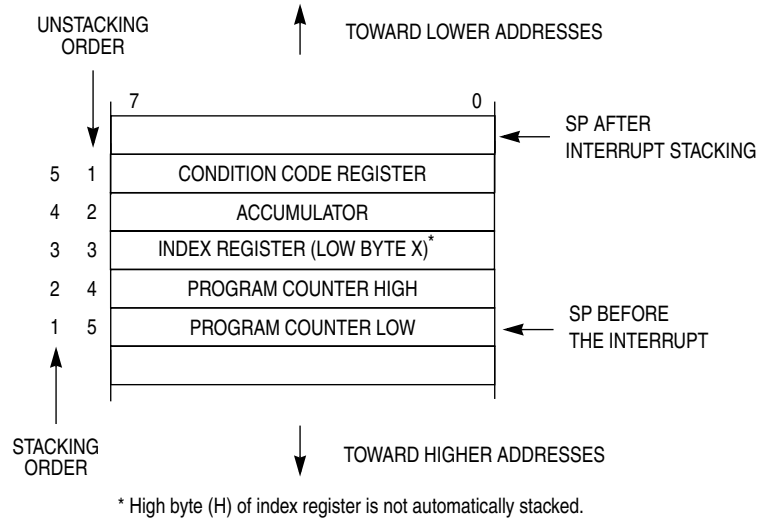 UNSTACKING
ORDER
TOWARD LOWER ADDRESSES
7 0
SP AFTER
INTERRUPT STACKING
5 1 CONDITION CODE REGISTER
4 2 ACCUMULATOR
3 3 INDEX REGISTER (LOW BYTE X)*
2 4 PROGRAM COUNTER HIGH
1 5 PROGRAM COUNTER LOW
SP BEFORE
THE INTERRUPT
STACKING
ORDER
TOWARD HIGHER ADDRESSES
* High byte (H) of index register is not automatically stacked.